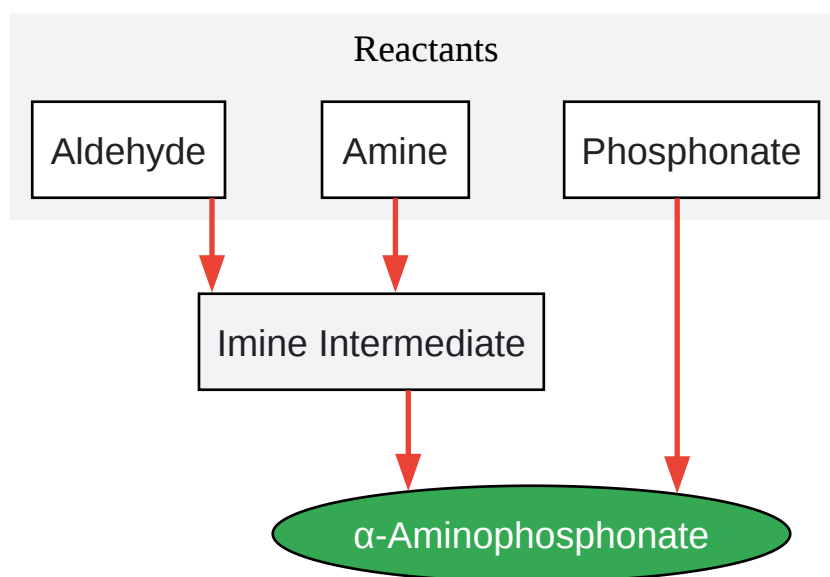 Reactants
Aldehyde
Amine
Phosphonate
Imine Intermediate
α-Aminophosphonate